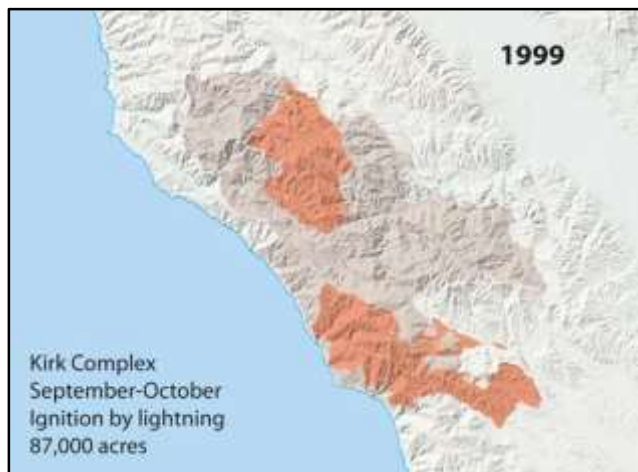 1999
Kirk Complex
September-October
Ignition by lightning
87,000 acres